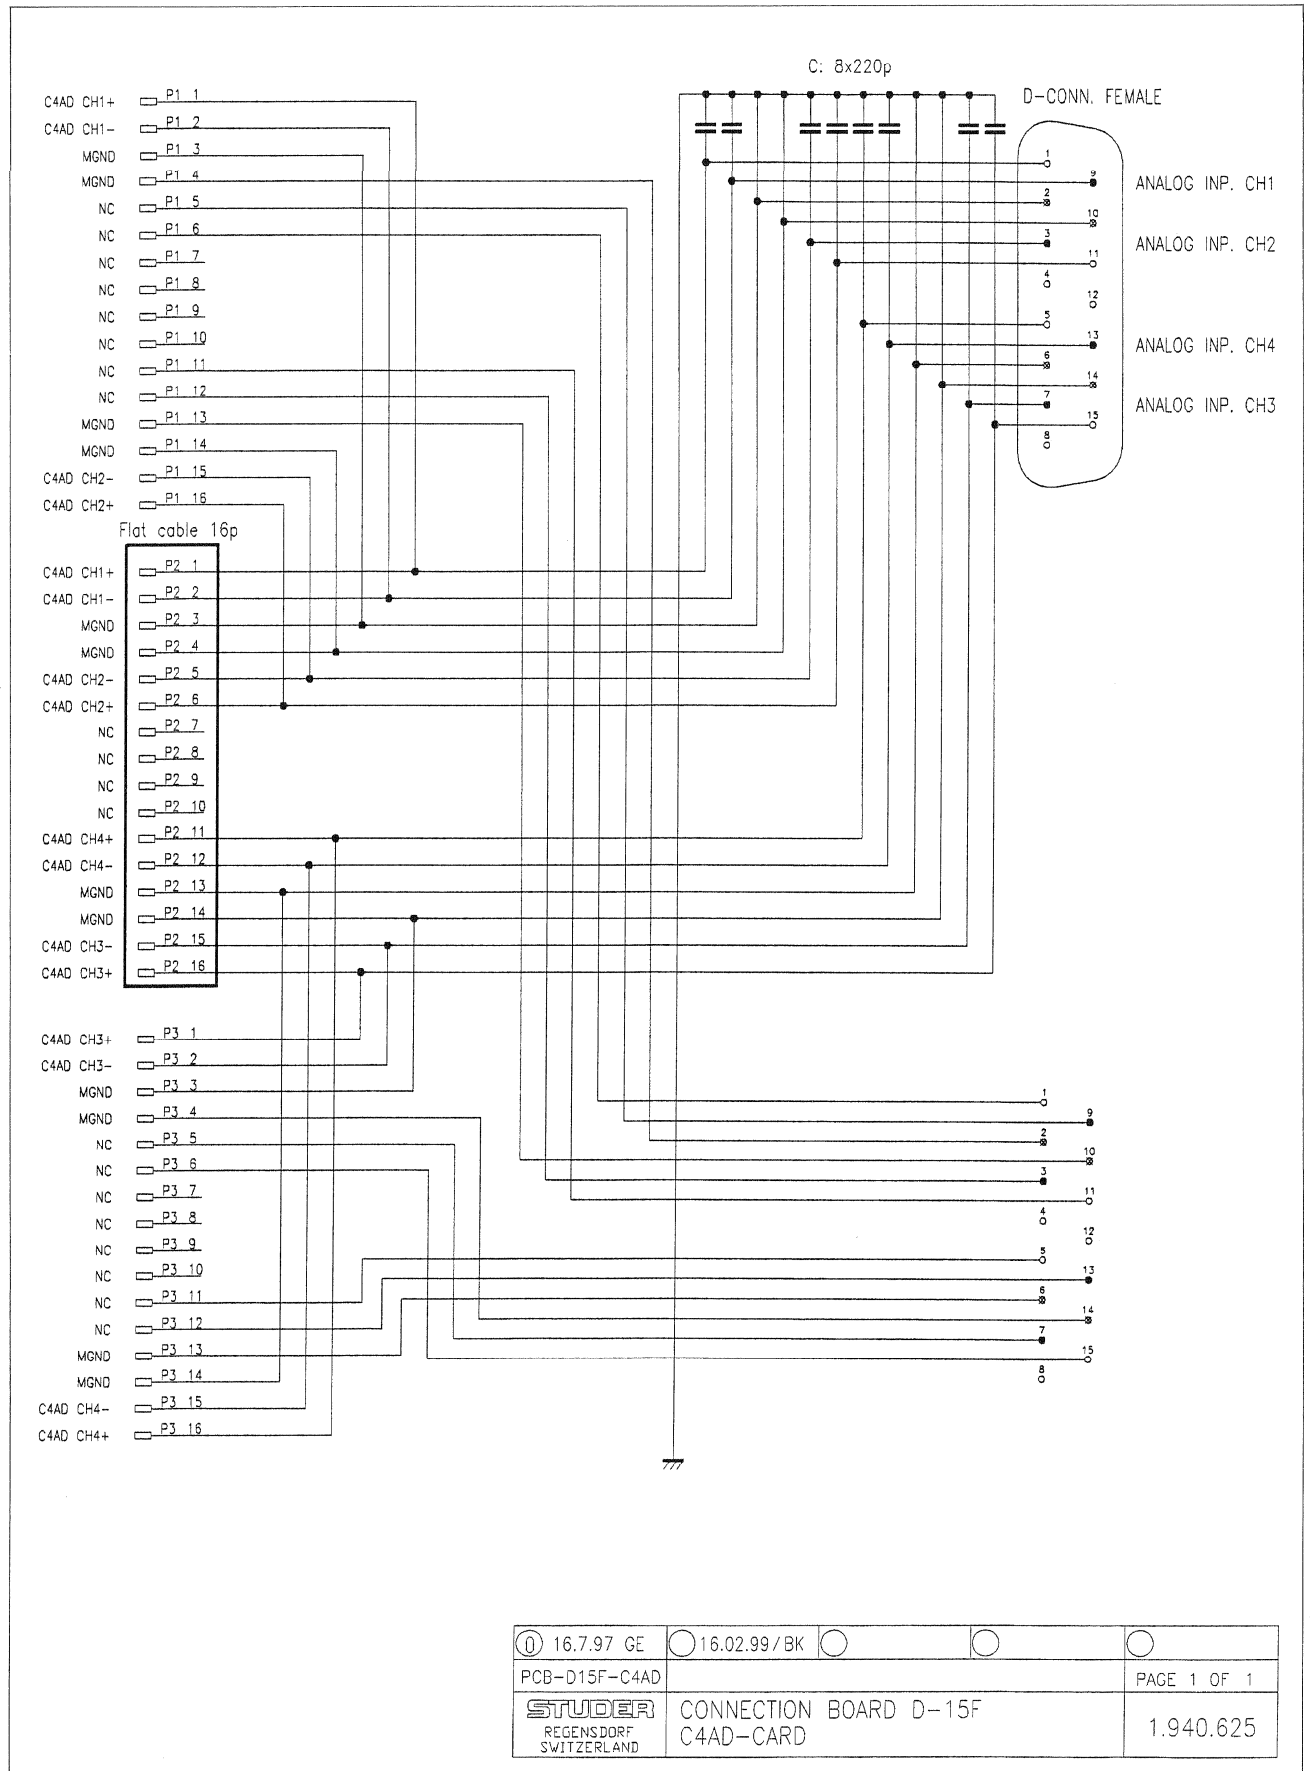 C: 8x220p
D-CONN. FEMALE
C4AD CH1+ P1 1
C4AD CH1- P1 2
MGND P1 3
MGND P1 4
NC P1 5
NC P1 6
NC P1 7
NC P1 8
NC P1 9
NC P1 10
NC P1 11
NC P1 12
MGND P1 13
MGND P1 14
C4AD CH2- P1 15
C4AD CH2+ P1 16
1
9 ANALOG INP. CH1
2
10
3 ANALOG INP. CH2
11
4
12
5
13 ANALOG INP. CH4
6
14
7 ANALOG INP. CH3
15
8
Flat cable 16p
C4AD CH1+ P2 1
C4AD CH1- P2 2
MGND P2 3
MGND P2 4
C4AD CH2- P2 5
C4AD CH2+ P2 6
NC P2 7
NC P2 8
NC P2 9
NC P2 10
C4AD CH4+ P2 11
C4AD CH4- P2 12
MGND P2 13
MGND P2 14
C4AD CH3- P2 15
C4AD CH3+ P2 16
C4AD CH3+ P3 1
C4AD CH3- P3 2
MGND P3 3
MGND P3 4
NC P3 5
NC P3 6
NC P3 7
NC P3 8
NC P3 9
NC P3 10
NC P3 11
NC P3 12
MGND P3 13
MGND P3 14
C4AD CH4- P3 15
C4AD CH4+ P3 16
1
9
2
10
3
11
4
12
5
13
6
14
7
15
8
0 16.7.97 GE 16.02.99/BK
PCB-D15F-C4AD PAGE 1 OF 1
STUDER
REGENSDORF
SWITZERLAND
CONNECTION BOARD D-15F
C4AD-CARD
1.940.625